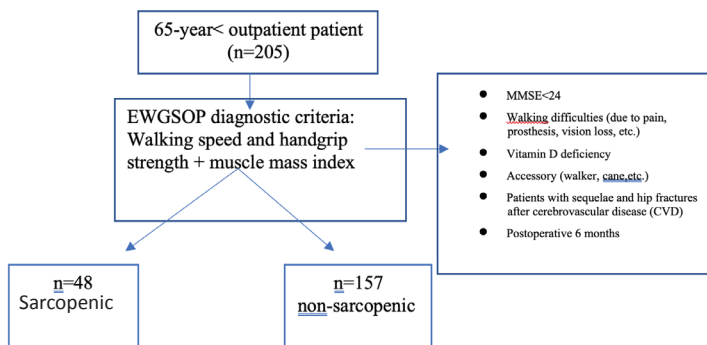 65-year< outpatient patient
(n=205)
EWGSOP diagnostic criteria:
Walking speed and handgrip
strength + muscle mass index
● MMSE<24
● Walking difficulties (due to pain,
prosthesis, vision loss, etc.)
● Vitamin D deficiency
● Accessory (walker, cane,etc.)
● Patients with sequelae and hip fractures
after cerebrovascular disease (CVD)
● Postoperative 6 months
n=48
Sarcopenic
n=157
non-sarcopenic